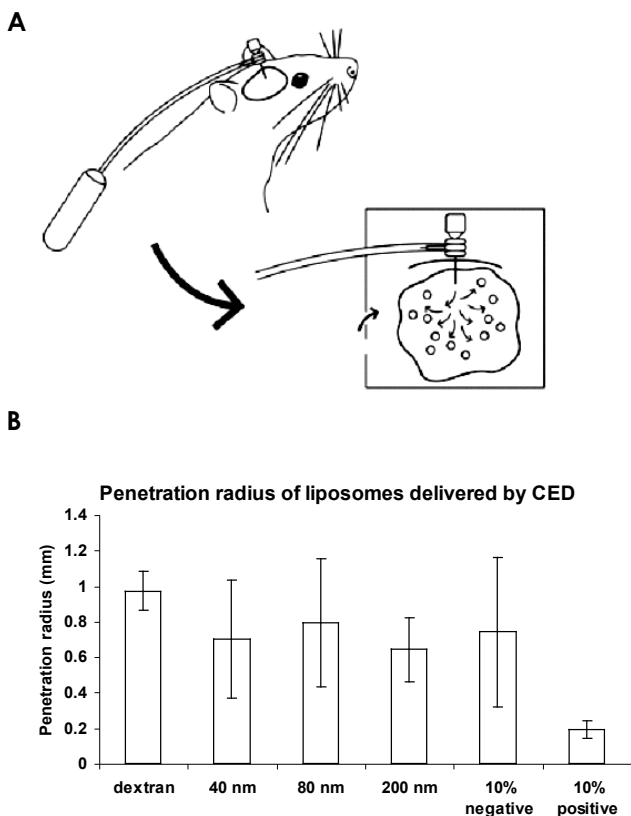 A
B
Penetration radius of liposomes delivered by CED
Penetration radius (mm)
1.4
1.2
1
0.8
0.6
0.4
0.2
0
dextran 40 nm 80 nm 200 nm 10% 10%
negative positive